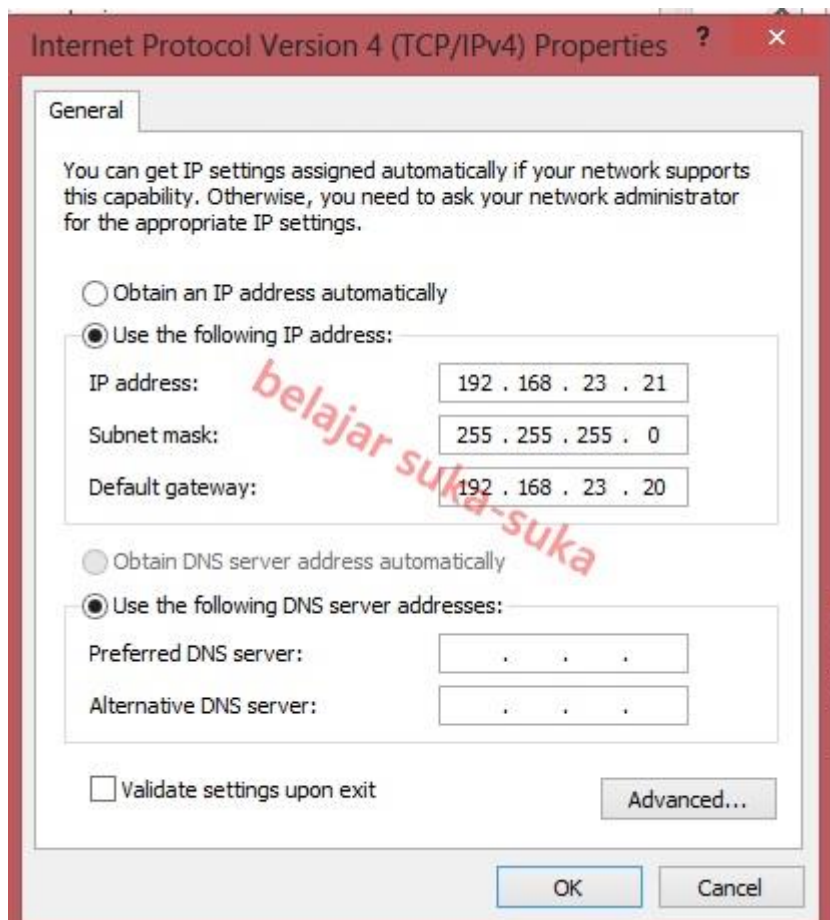 Internet Protocol Version 4 (TCP/IPv4) Properties ?
General
You can get IP settings assigned automatically if your network supports
this capability. Otherwise, you need to ask your network administrator
for the appropriate IP settings.
Obtain an IP address automatically
Use the following IP address:
IP address: 192 . 168 . 23 . 21
Subnet mask: 255 . 255 . 255 . 0
Default gateway: 192 . 168 . 23 . 20
belajar suka-suka
Obtain DNS server address automatically
Use the following DNS server addresses:
Preferred DNS server: . . .
Alternative DNS server: . . .
Validate settings upon exit
Advanced...
OK Cancel